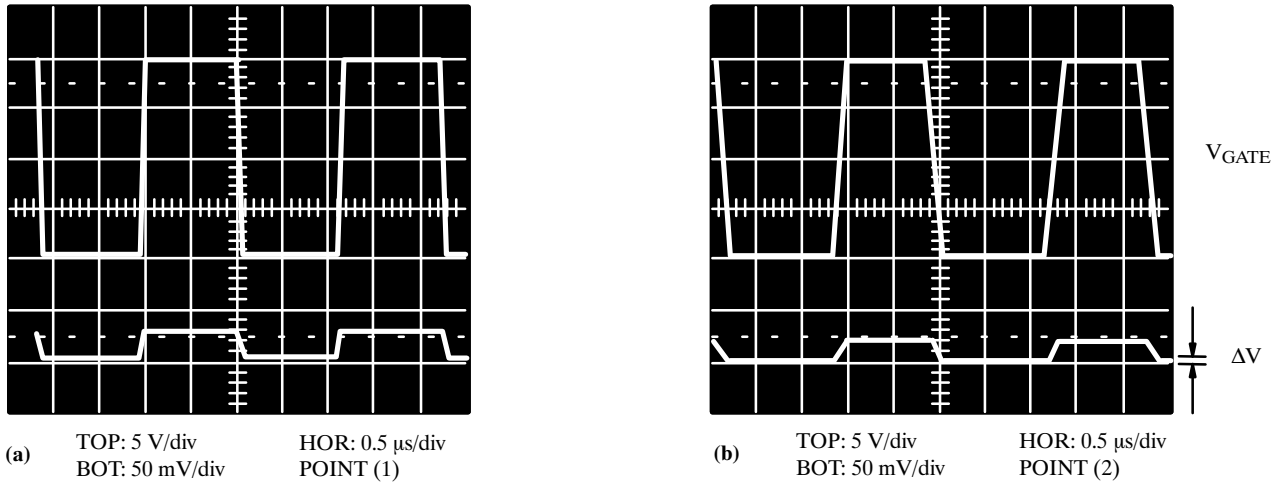 V_GATE
ΔV
(a)
TOP: 5 V/div
BOT: 50 mV/div
HOR: 0.5 μs/div
POINT (1)
(b)
TOP: 5 V/div
BOT: 50 mV/div
HOR: 0.5 μs/div
POINT (2)